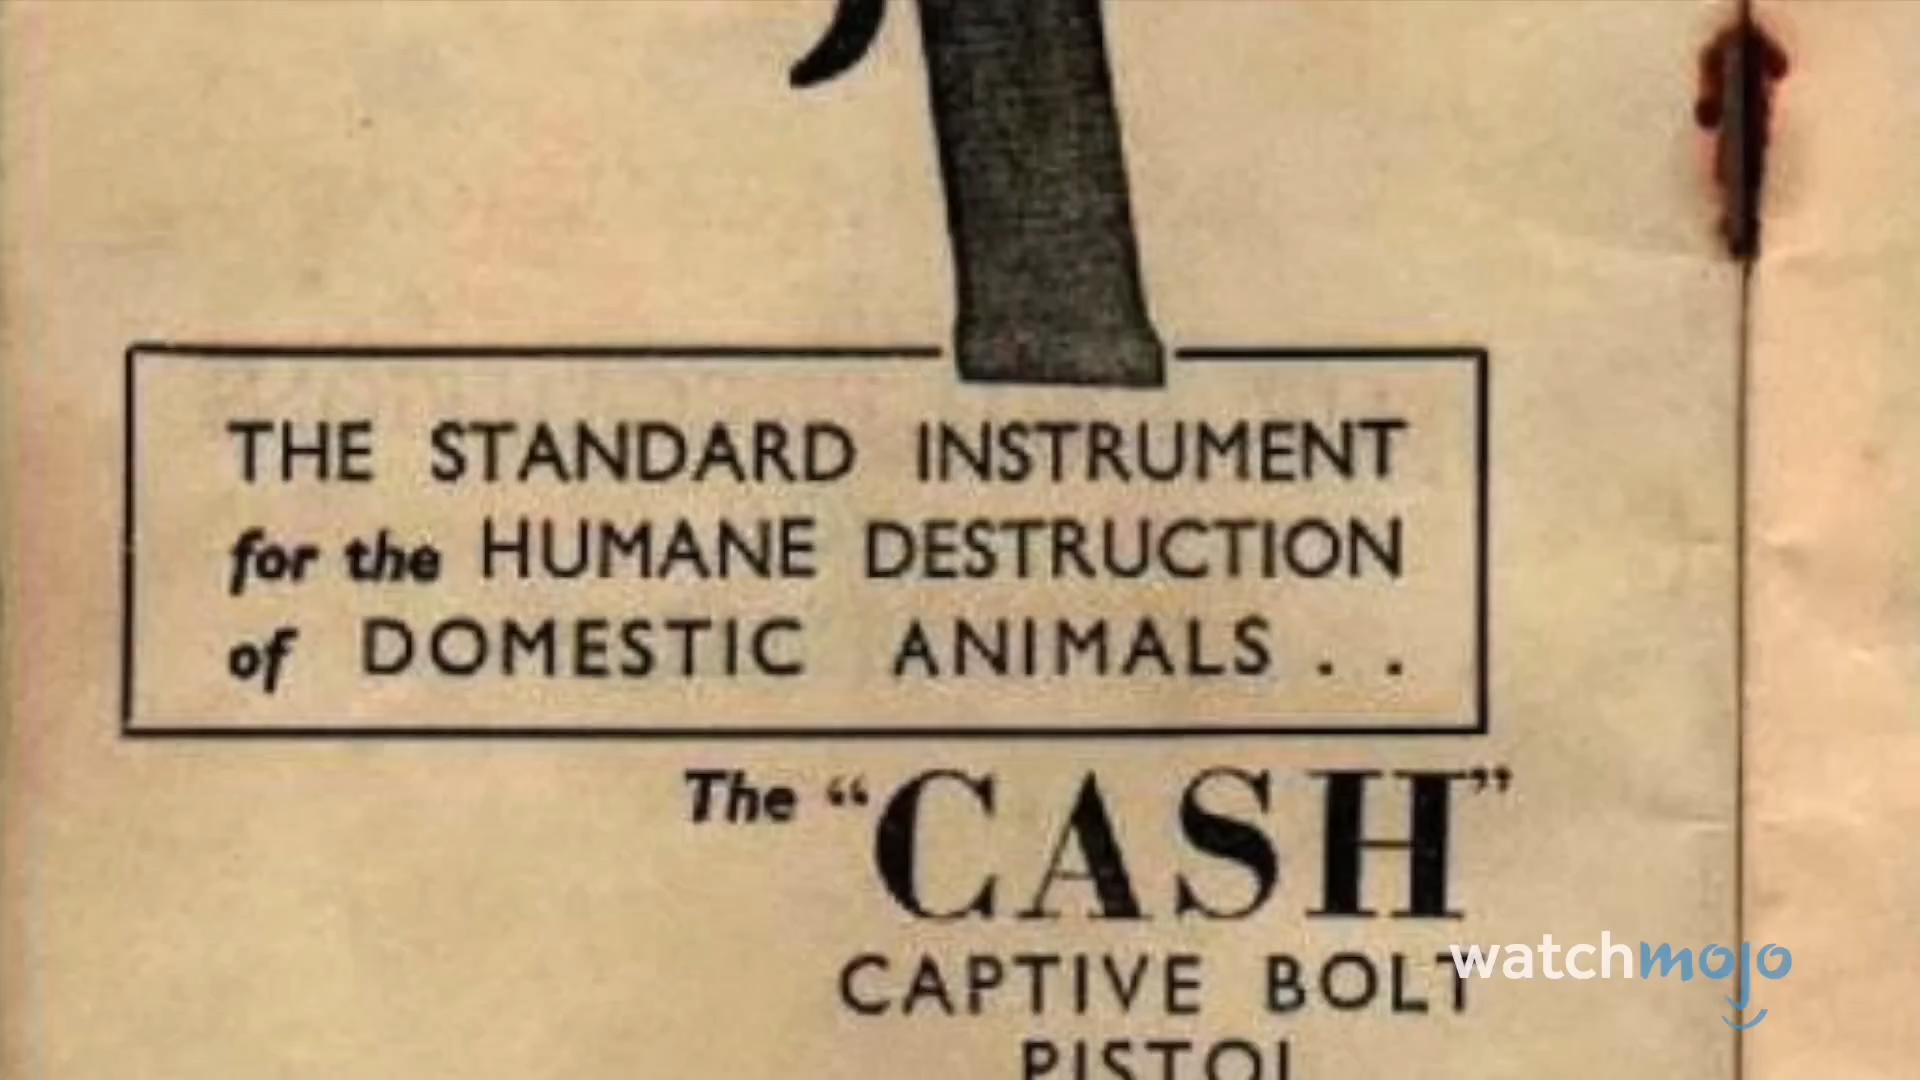 THE STANDARD INSTRUMENT
for the HUMANE DESTRUCTION
of DOMESTIC ANIMALS . .
The “CASH”
CAPTIVE BOLT
PISTOL
watchmojo